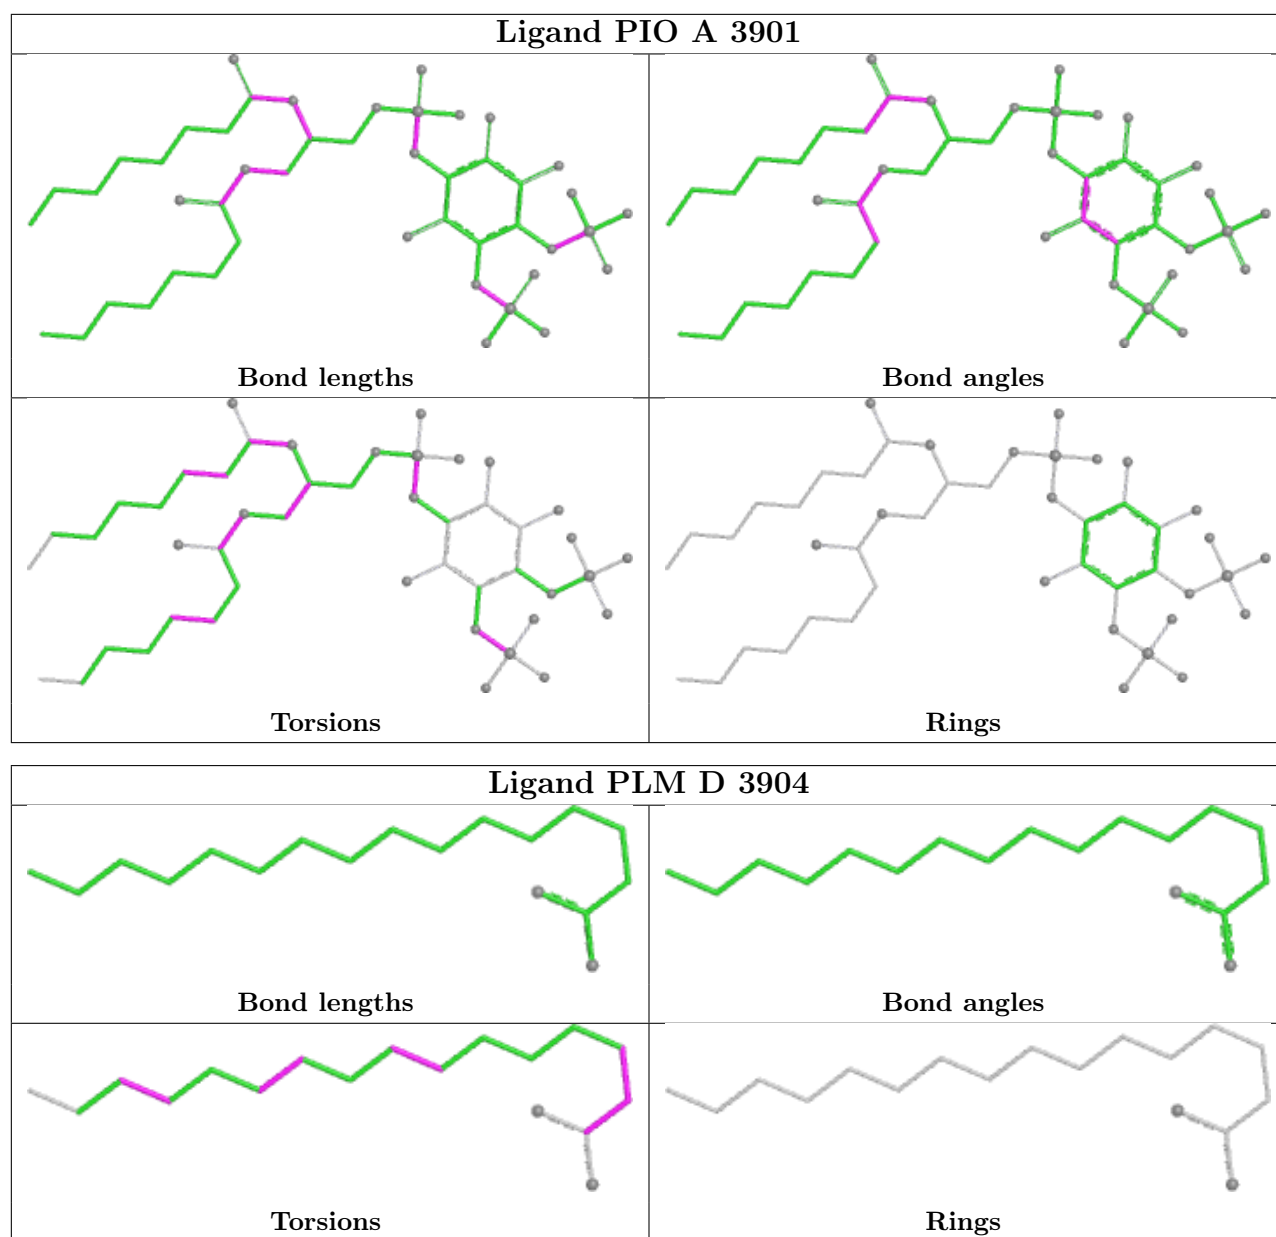 Ligand PIO A 3901
Bond lengths
Bond angles
Torsions
Rings
Ligand PLM D 3904
Bond lengths
Bond angles
Torsions
Rings